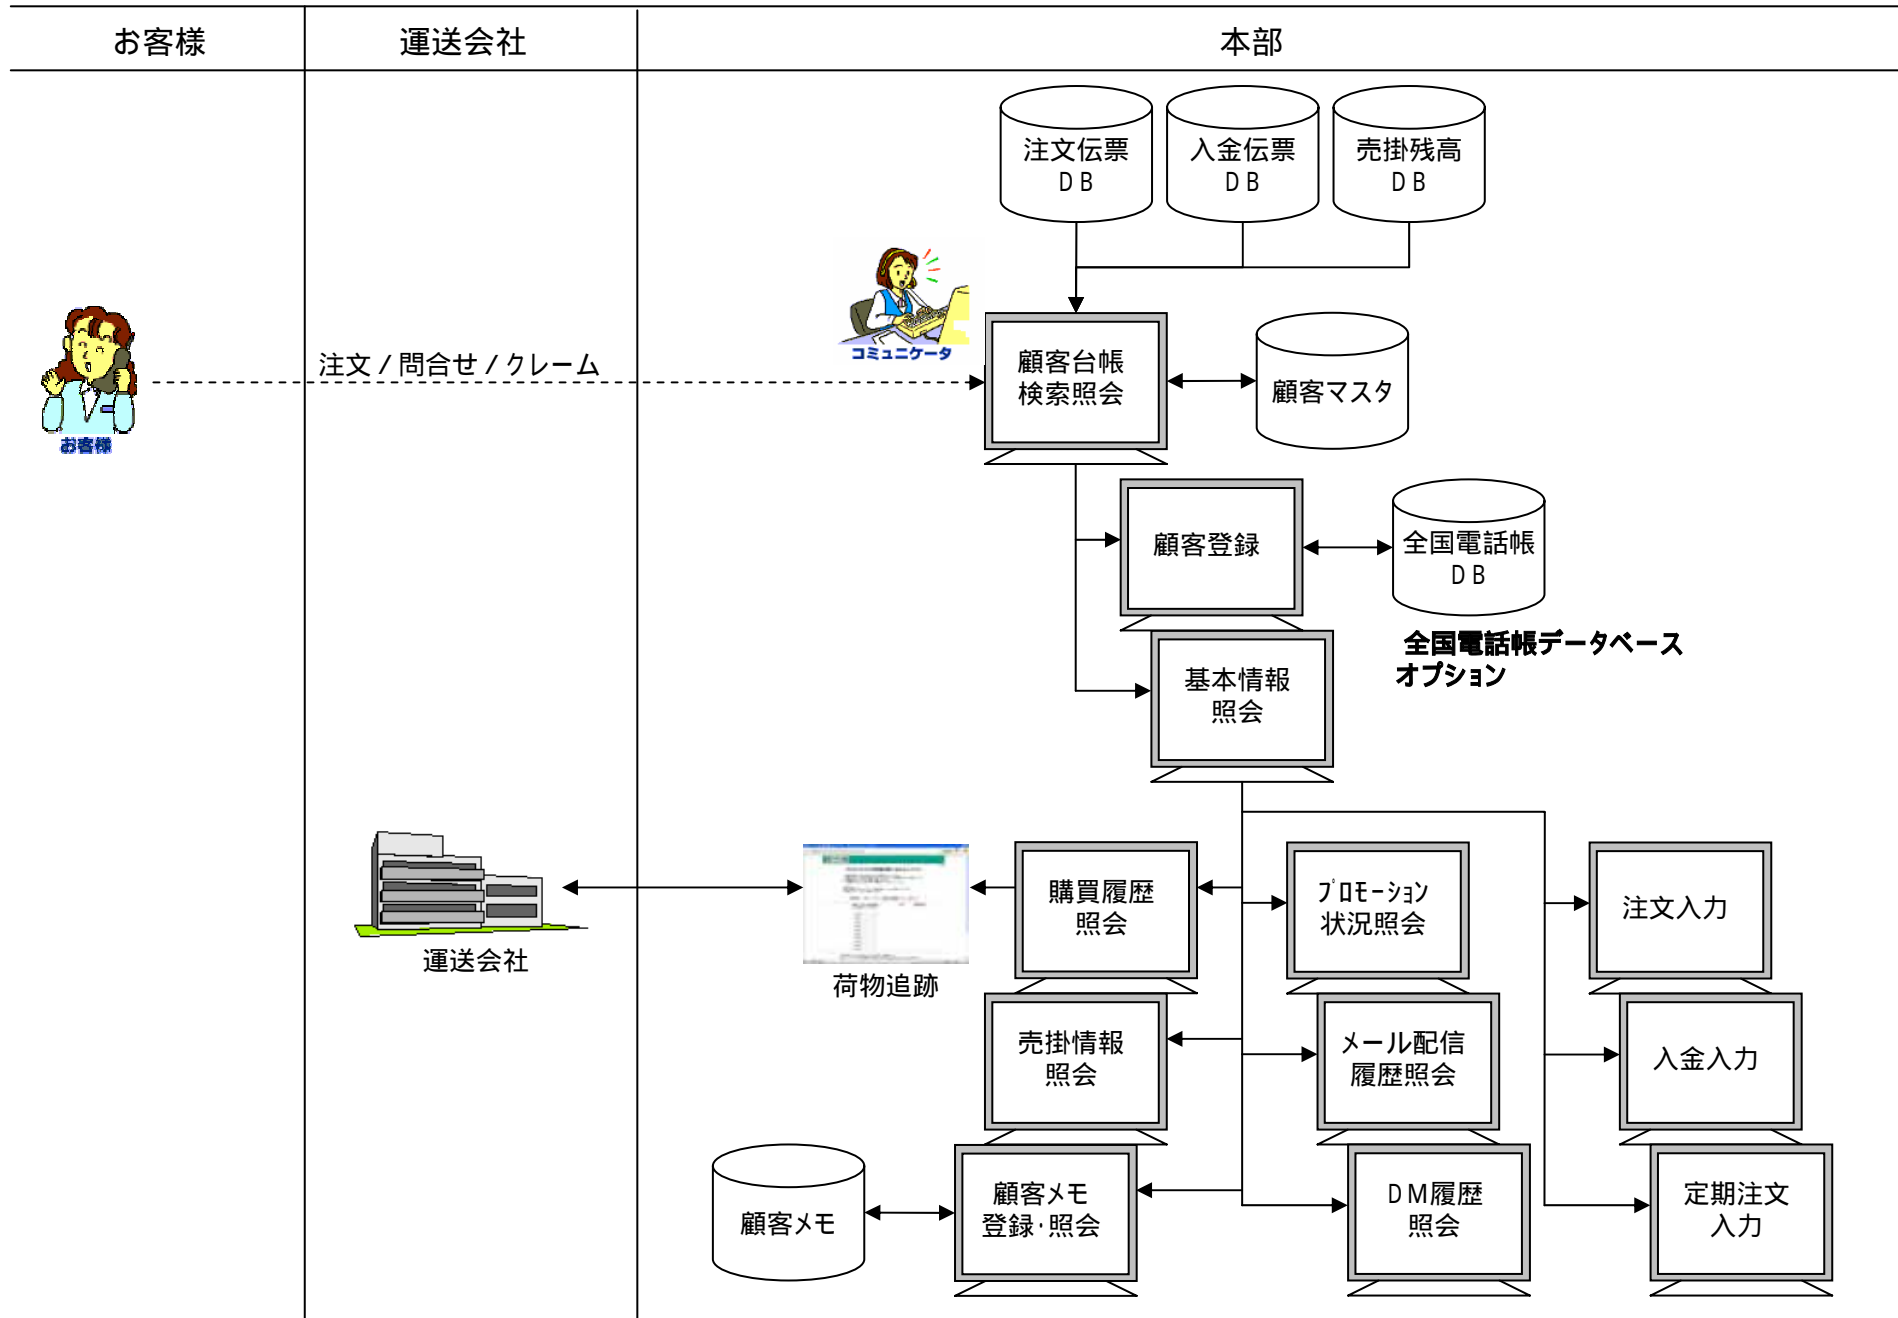 お客様
運送会社
本部
注文伝票
DB
入金伝票
DB
売掛残高
DB
コミュニケータ
お客様
注文/問合せ/クレーム
顧客台帳
検索照会
顧客マスタ
顧客登録
全国電話帳
DB
全国電話帳データベース
オプション
基本情報
照会
運送会社
荷物追跡
購買履歴
照会
プロモーション
状況照会
注文入力
売掛情報
照会
メール配信
履歴照会
入金入力
顧客メモ
顧客メモ
登録・照会
DM履歴
照会
定期注文
入力